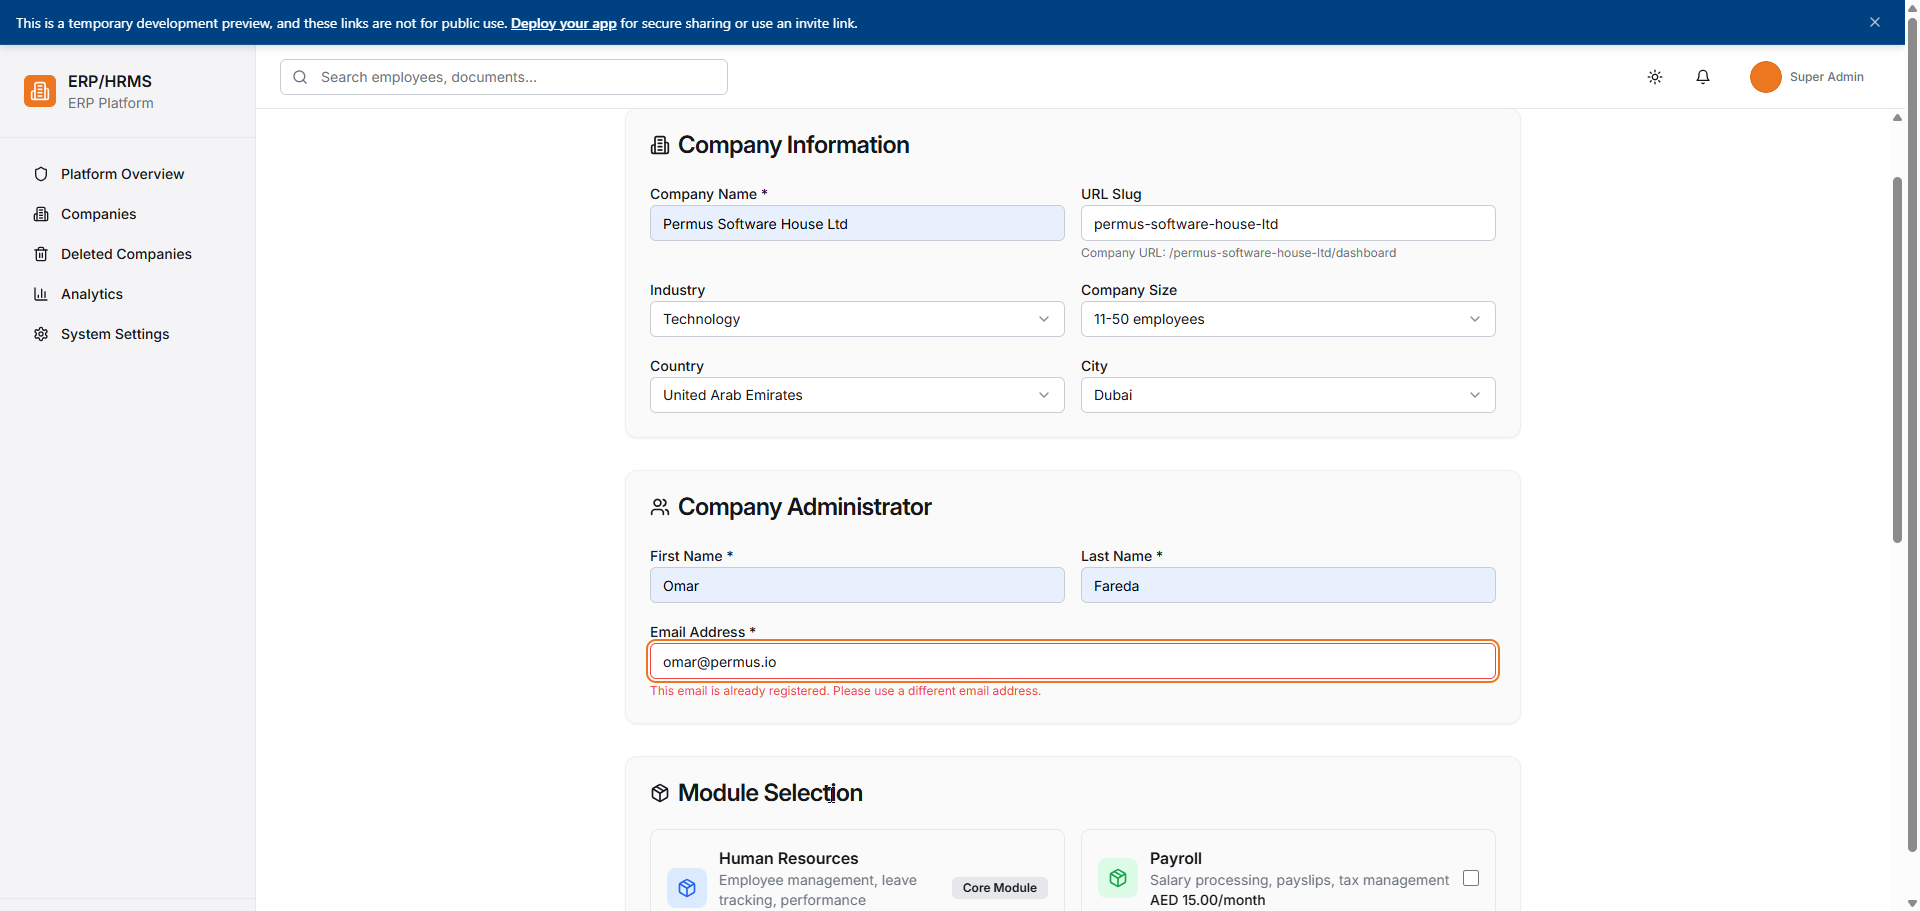 This is a temporary development preview, and these links are not for public use. Deploy your app for secure sharing or use an invite link.
ERP/HRMS
ERP Platform
Search employees, documents...
Super Admin
Platform Overview
Companies
Deleted Companies
Analytics
System Settings
Company Information
Company Name *
URL Slug
Permus Software House Ltd
permus-software-house-ltd
Company URL: /permus-software-house-ltd/dashboard
Industry
Company Size
Technology
11-50 employees
Country
City
United Arab Emirates
Dubai
Company Administrator
First Name *
Last Name *
Omar
Fareda
Email Address *
omar@permus.io
This email is already registered. Please use a different email address.
Module Selection
Human Resources
Employee management, leave
tracking, performance
Core Module
Payroll
Salary processing, payslips, tax management
AED 15.00/month